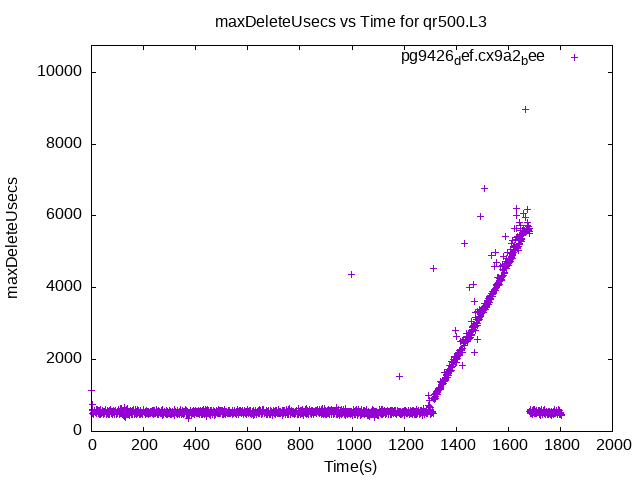 maxDeleteUsecs vs Time for qr500.L3
pg9426def.cx9a2bee
10000
8000
6000
4000
2000
0
maxDeleteUsecs
0 200 400 600 800 1000 1200 1400 1600 1800 2000
Time(s)